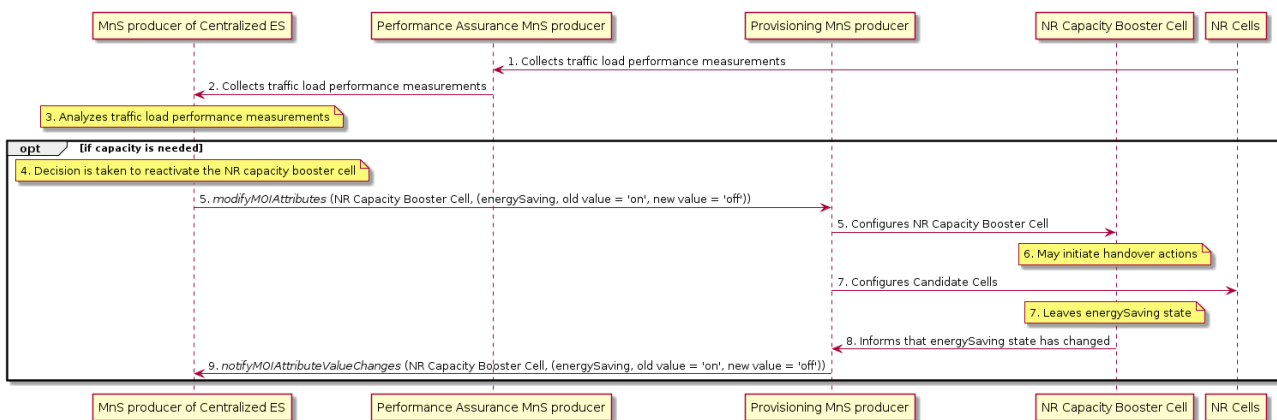 MnS producer of Centralized ES
Performance Assurance MnS producer
Provisioning MnS producer
NR Capacity Booster Cell
NR Cells
1. Collects traffic load performance measurements
2. Collects traffic load performance measurements
3. Analyzes traffic load performance measurements
opt [if capacity is needed]
4. Decision is taken to reactivate the NR capacity booster cell
5. modifyMOIAttributes (NR Capacity Booster Cell, (energySaving, old value = 'on', new value = 'off'))
5. Configures NR Capacity Booster Cell
6. May initiate handover actions
7. Configures Candidate Cells
7. Leaves energySaving state
8. Informs that energySaving state has changed
9. notifyMOIAttributeValueChanges (NR Capacity Booster Cell, (energySaving, old value = 'on', new value = 'off'))
MnS producer of Centralized ES
Performance Assurance MnS producer
Provisioning MnS producer
NR Capacity Booster Cell
NR Cells